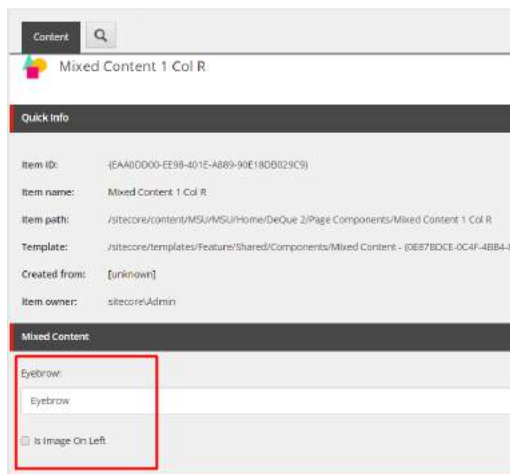 Content
Mixed Content 1 Col R
Quick Info
Item ID: {EAA0DD00-EE98-401E-A889-90E18DB029C9}
Item name: Mixed Content 1 Col R
Item path: /sitecore/content/MSU/MSU/Home/DeQue 2/Page Components/Mixed Content 1 Col R
Template: /sitecore/templates/Feature/Shared/Components/Mixed Content - {0E87BDCE-0C4F-4BB4-
Created from: [unknown]
Item owner: sitecore\Admin
Mixed Content
Eyebrow:
Eyebrow
Is Image On Left